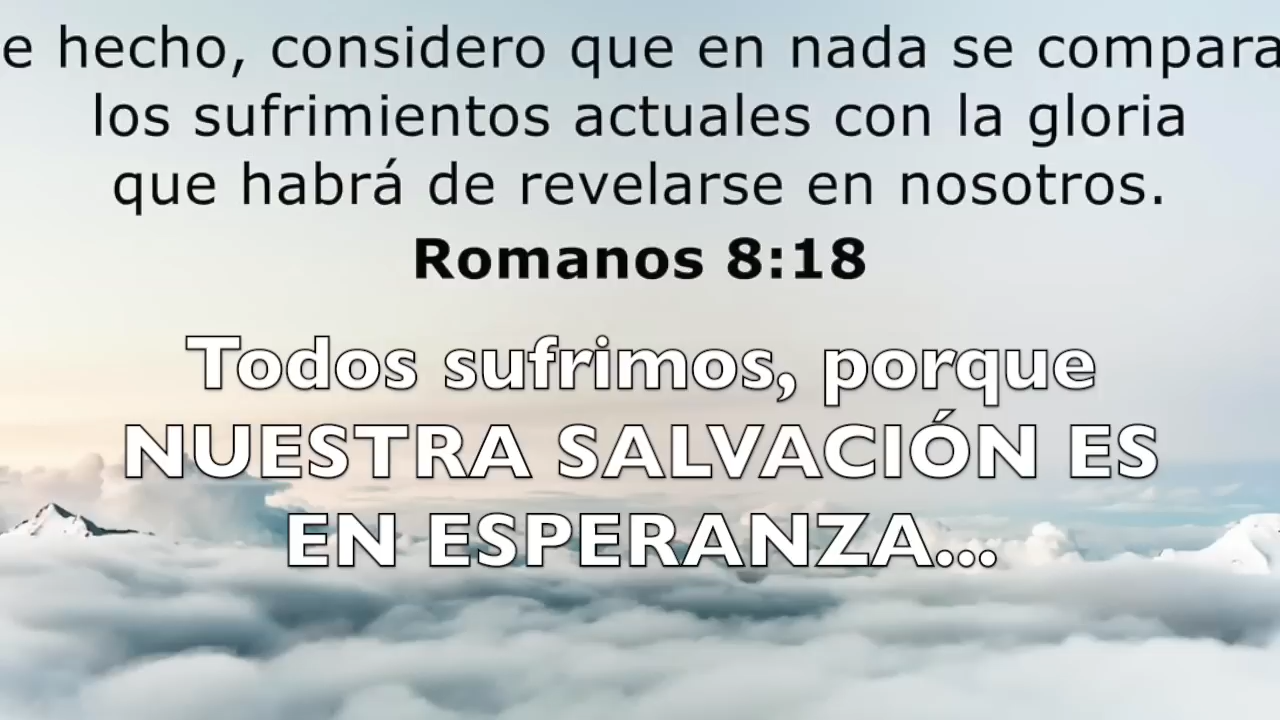 e hecho, considero que en nada se compara
los sufrimientos actuales con la gloria
que habrá de revelarse en nosotros.
Romanos 8:18
Todos sufrimos, porque
NUESTRA SALVACIÓN ES
EN ESPERANZA...